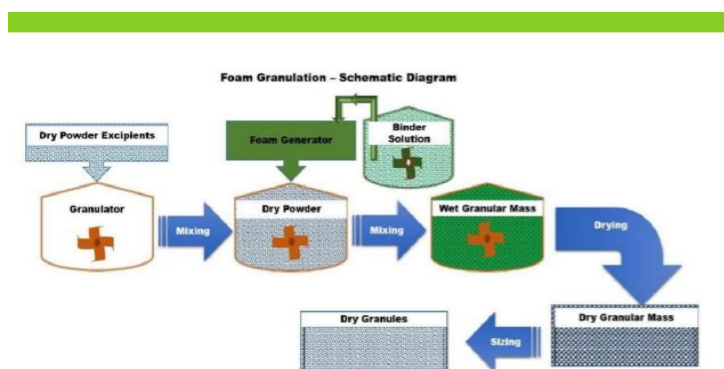 Foam Granulation – Schematic Diagram
Dry Powder Excipients
Foam Generator
Binder
Solution
Granulator
Mixing
Dry Powder
Mixing
Wet Granular Mass
Drying
Dry Granules
Sizing
Dry Granular Mass